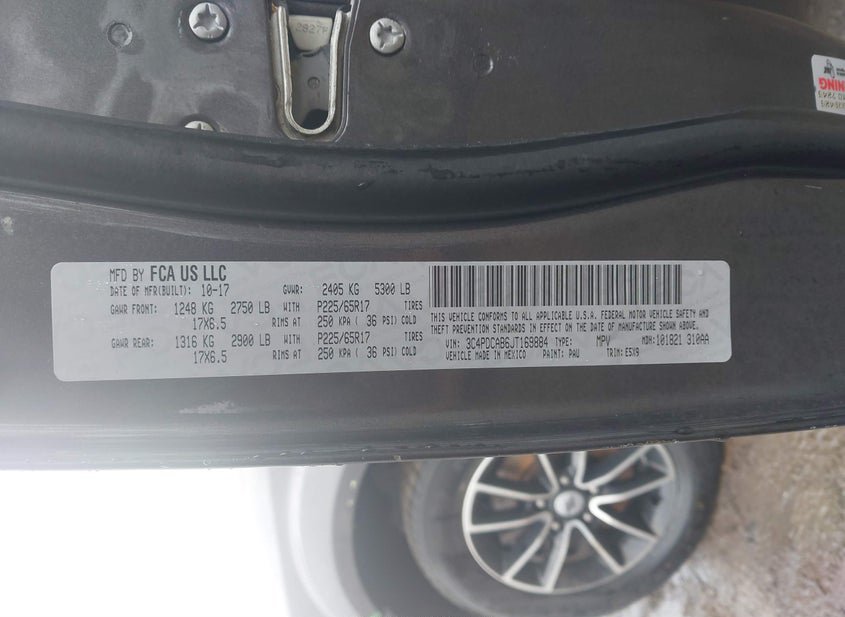 2927P
NING
MFD BY FCA US LLC
DATE OF MFR(BUILT): 10-17 GVWR: 2405 KG 5300 LB
GAWR FRONT: 1248 KG 2750 LB WITH P225/65R17 TIRES
17X6.5 RIMS AT 250 KPA ( 36 PSI) COLD
GAWR REAR: 1316 KG 2900 LB WITH P225/65R17 TIRES
17X6.5 RIMS AT 250 KPA ( 36 PSI) COLD
THIS VEHICLE CONFORMS TO ALL APPLICABLE U.S.A. FEDERAL MOTOR VEHICLE SAFETY AND
THEFT PREVENTION STANDARDS IN EFFECT ON THE DATE OF MANUFACTURE SHOWN ABOVE.
VIN: 3C4PDCAB6JT169884 TYPE: MPV MDH:101821 310AA
VEHICLE MADE IN MEXICO PAINT: PAU TRIM: E5X9